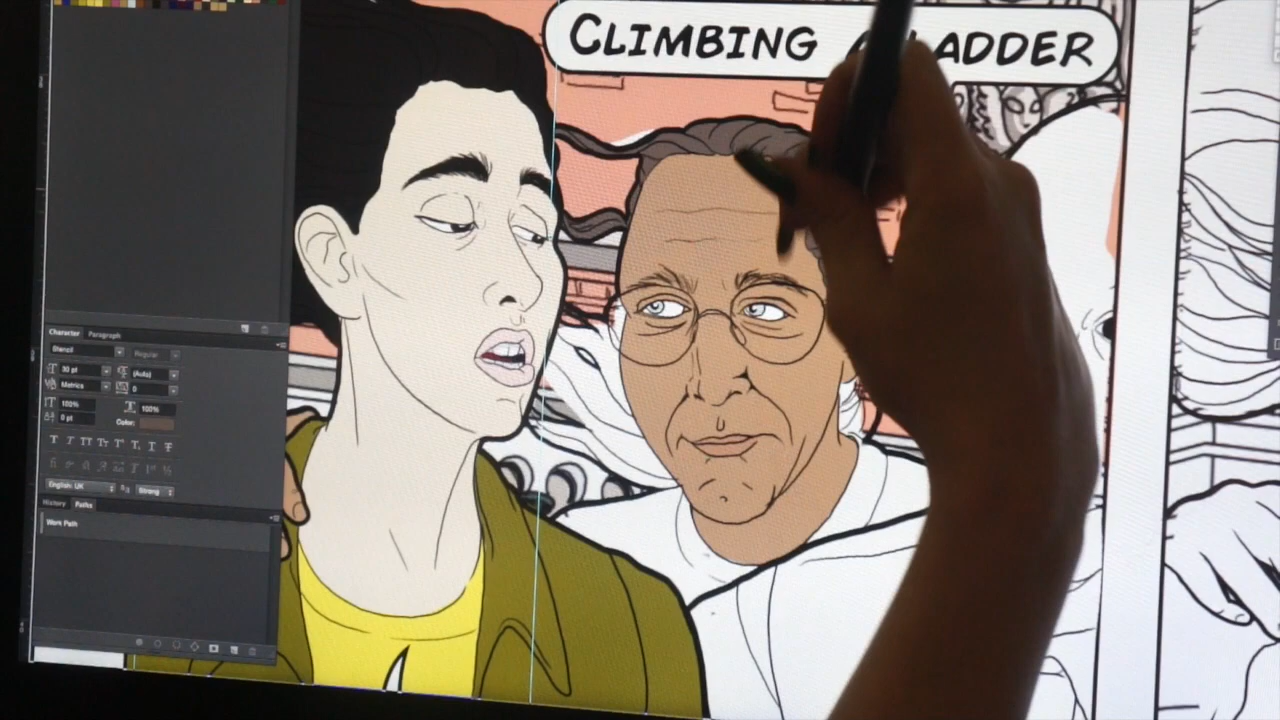 CLIMBING LADDER
Character Paragraph
Stencil Regular
30 pt (Auto)
Metrics 0
100% 100%
0 pt Color:
English: UK Strong
History Paths
Work Path